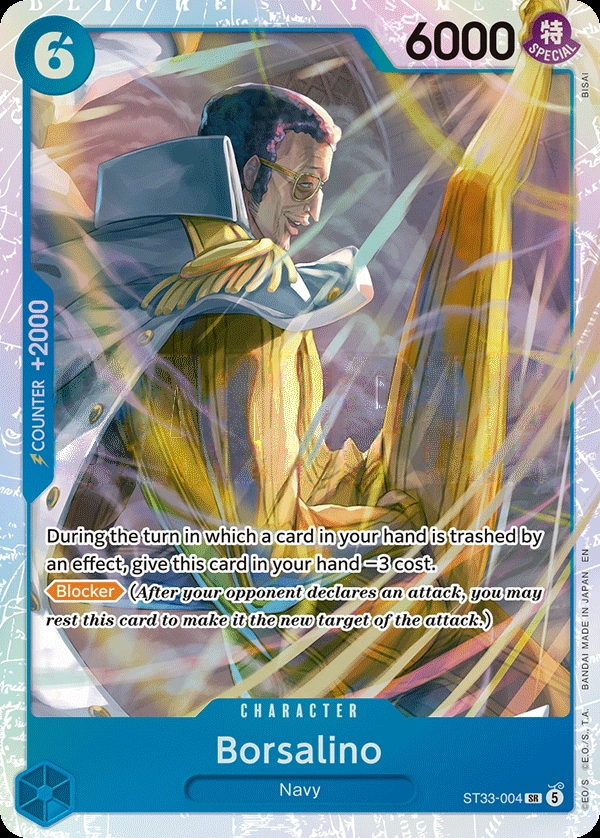 6
6000
特
SPECIAL
BISAI
COUNTER +2000
During the turn in which a card in your hand is trashed by
an effect, give this card in your hand −3 cost.
Blocker (After your opponent declares an attack, you may
rest this card to make it the new target of the attack.)
CHARACTER
Borsalino
Navy
ST33-004 SR 5
©E.O./S., T.A. BANDAI MADE IN JAPAN EN
©EO/S